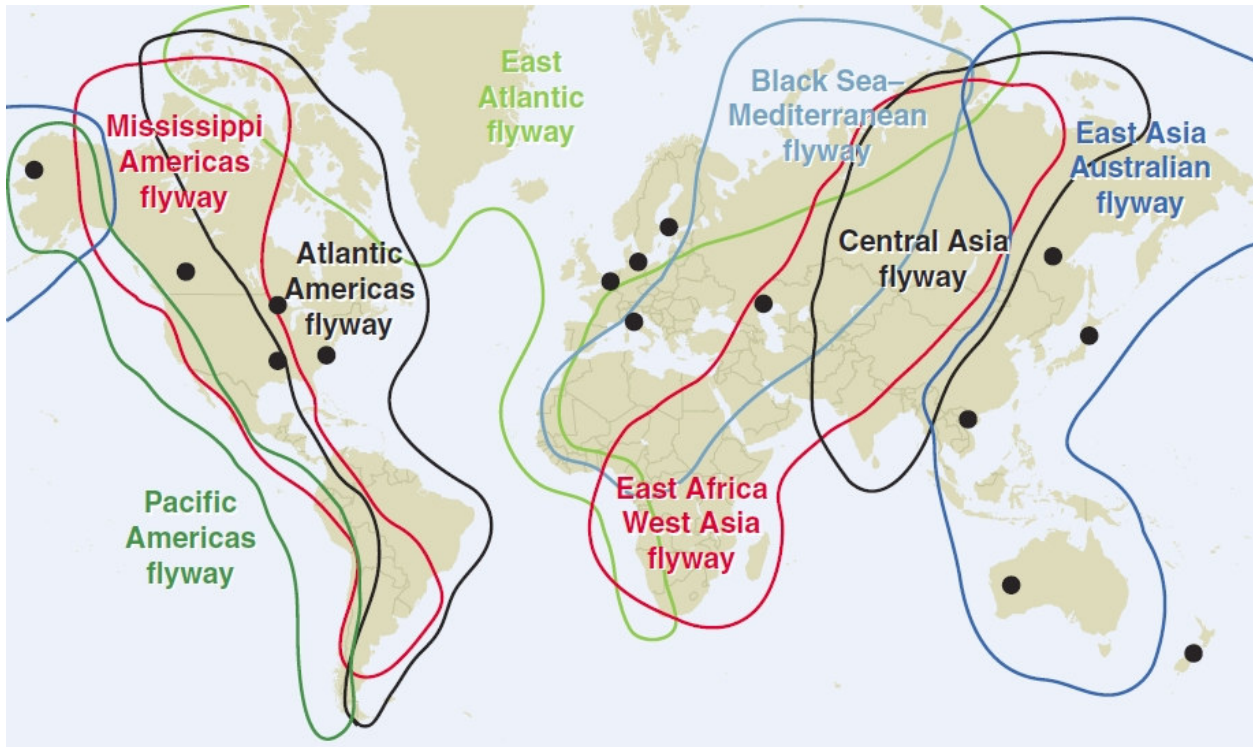 East
Atlantic
flyway
Black Sea–
Mediterranean
flyway
Mississippi
Americas
flyway
East Asia
Australian
flyway
Atlantic
Americas
flyway
Central Asia
flyway
East Africa
West Asia
flyway
Pacific
Americas
flyway